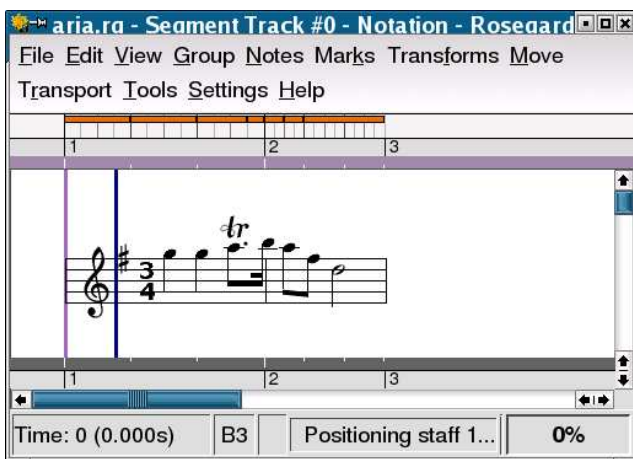 aria.rg - Segment Track #0 - Notation - Rosegard
File Edit View Group Notes Marks Transforms Move
Transport Tools Settings Help
1 2 3
tr
3
4
1 2 3
Time: 0 (0.000s) B3 Positioning staff 1... 0%